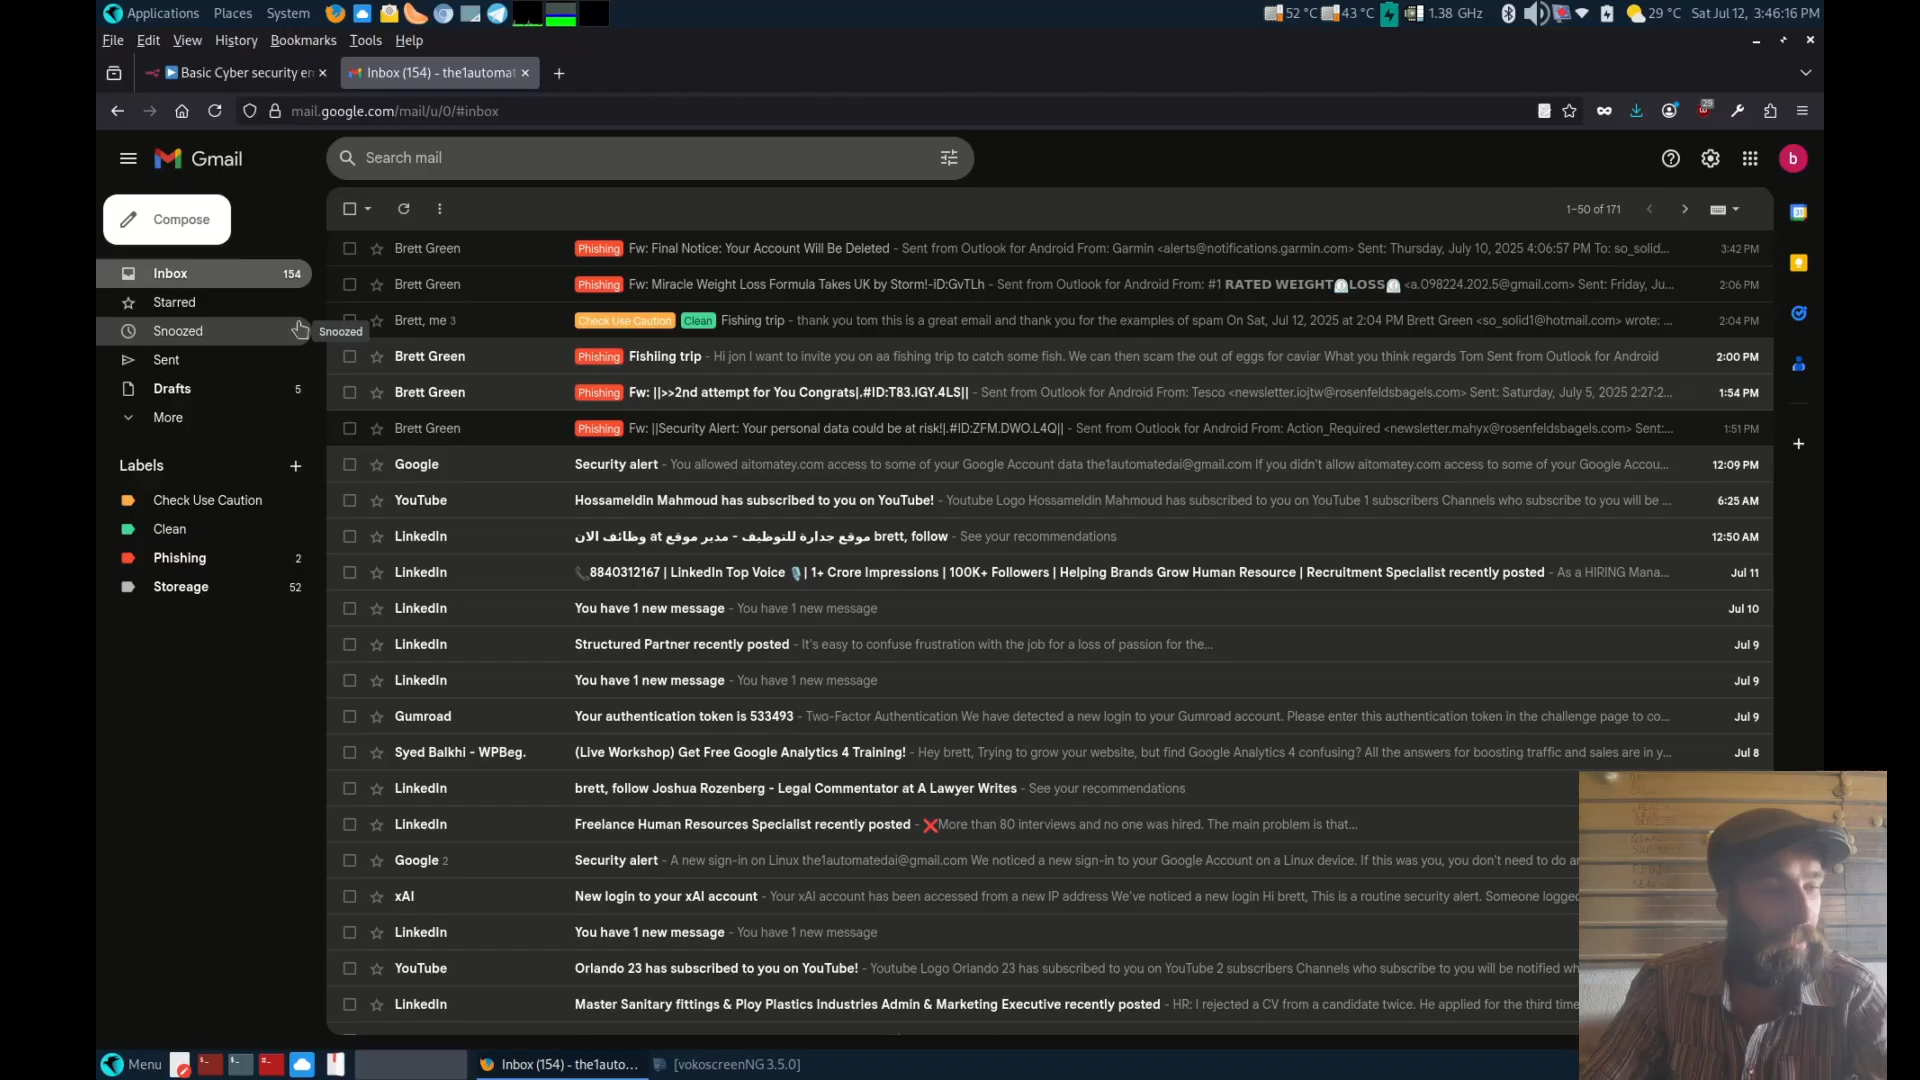 Applications Places System 52 °C 43 °C 1.38 GHz 29 °C Sat Jul 12, 3:46:16 PM
File Edit View History Bookmarks Tools Help
Basic Cyber security en Inbox (154) - the1automat
mail.google.com/mail/u/0/#inbox 29
Gmail Search mail b
Compose
1–50 of 171
Inbox 154
Starred
Snoozed Snoozed
Sent
Drafts 5
More
Labels
Check Use Caution
Clean
Phishing 2
Storeage 52
Brett Green Phishing Fw: Final Notice: Your Account Will Be Deleted - Sent from Outlook for Android From: Garmin <alerts@notifications.garmin.com> Sent: Thursday, July 10, 2025 4:06:57 PM To: so_solid... 3:42 PM
Brett Green Phishing Fw: Miracle Weight Loss Formula Takes UK by Storm!-iD:GvTLh - Sent from Outlook for Android From: #1 RATED WEIGHT LOSS <a.098224.202.5@gmail.com> Sent: Friday, Ju... 2:06 PM
Brett, me 3 Check Use Caution Clean Fishing trip - thank you tom this is a great email and thank you for the examples of spam On Sat, Jul 12, 2025 at 2:04 PM Brett Green <so_solid1@hotmail.com> wrote: ... 2:04 PM
Brett Green Phishing Fishiing trip - Hi jon I want to invite you on aa fishing trip to catch some fish. We can then scam the out of eggs for caviar What you think regards Tom Sent from Outlook for Android 2:00 PM
Brett Green Phishing Fw: ||>>2nd attempt for You Congrats|.#ID:T83.IGY.4LS|| - Sent from Outlook for Android From: Tesco <newsletter.iojtw@rosenfeldsbagels.com> Sent: Saturday, July 5, 2025 2:27:2... 1:54 PM
Brett Green Phishing Fw: ||Security Alert: Your personal data could be at risk!|.#ID:ZFM.DWO.L4Q|| - Sent from Outlook for Android From: Action_Required <newsletter.mahyx@rosenfeldsbagels.com> Sent:... 1:51 PM
Google Security alert - You allowed aitomatey.com access to some of your Google Account data the1automatedai@gmail.com If you didn't allow aitomatey.com access to some of your Google Accou... 12:09 PM
YouTube Hossameldin Mahmoud has subscribed to you on YouTube! - Youtube Logo Hossameldin Mahmoud has subscribed to you on YouTube 1 subscribers Channels who subscribe to you will be ... 6:25 AM
LinkedIn موقع جدارة للتوظيف - مدير موقع at وظائف الان brett, follow - See your recommendations 12:50 AM
LinkedIn 📞8840312167 | LinkedIn Top Voice 🎙️| 1+ Crore Impressions | 100K+ Followers | Helping Brands Grow Human Resource | Recruitment Specialist recently posted - As a HIRING Mana... Jul 11
LinkedIn You have 1 new message - You have 1 new message Jul 10
LinkedIn Structured Partner recently posted - It's easy to confuse frustration with the job for a loss of passion for the... Jul 9
LinkedIn You have 1 new message - You have 1 new message Jul 9
Gumroad Your authentication token is 533493 - Two-Factor Authentication We have detected a new login to your Gumroad account. Please enter this authentication token in the challenge page to co... Jul 9
Syed Balkhi - WPBeg. (Live Workshop) Get Free Google Analytics 4 Training! - Hey brett, Trying to grow your website, but find Google Analytics 4 confusing? All the answers for boosting traffic and sales are in y... Jul 8
LinkedIn brett, follow Joshua Rozenberg - Legal Commentator at A Lawyer Writes - See your recommendations
LinkedIn Freelance Human Resources Specialist recently posted - ❌More than 80 interviews and no one was hired. The main problem is that...
Google 2 Security alert - A new sign-in on Linux the1automatedai@gmail.com We noticed a new sign-in to your Google Account on a Linux device. If this was you, you don't need to do an
xAI New login to your xAI account - Your xAI account has been accessed from a new IP address We've noticed a new login Hi brett, This is a routine security alert. Someone logged
LinkedIn You have 1 new message - You have 1 new message
YouTube Orlando 23 has subscribed to you on YouTube! - Youtube Logo Orlando 23 has subscribed to you on YouTube 2 subscribers Channels who subscribe to you will be notified wh
LinkedIn Master Sanitary fittings & Ploy Plastics Industries Admin & Marketing Executive recently posted - HR: I rejected a CV from a candidate twice. He applied for the third time
Menu Inbox (154) - the1auto... [vokoscreenNG 3.5.0]